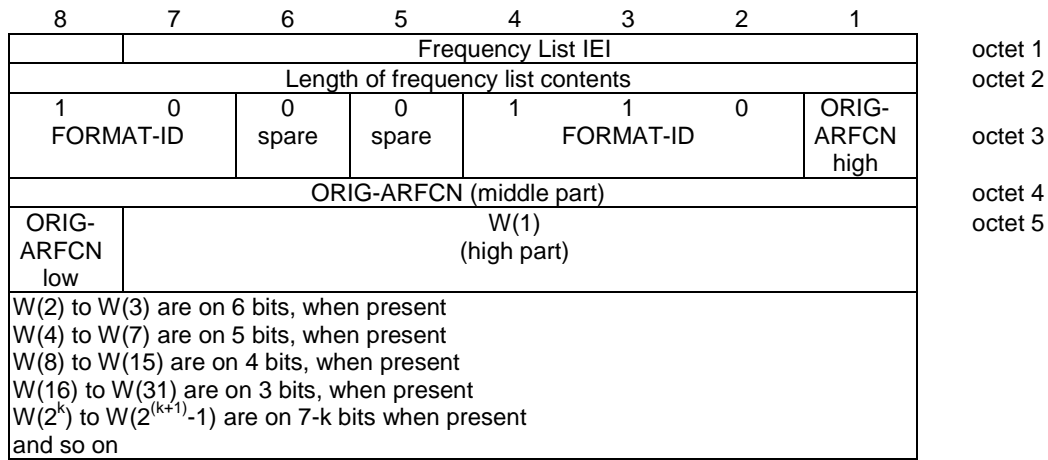 8 7 6 5 4 3 2 1
Frequency List IEI octet 1
Length of frequency list contents octet 2
1 0 0 0 1 1 0 ORIG-
FORMAT-ID spare spare FORMAT-ID ARFCN octet 3
high
ORIG-ARFCN (middle part) octet 4
ORIG- W(1) octet 5
ARFCN (high part)
low
W(2) to W(3) are on 6 bits, when present
W(4) to W(7) are on 5 bits, when present
W(8) to W(15) are on 4 bits, when present
W(16) to W(31) are on 3 bits, when present
W(2^k) to W(2^(k+1)-1) are on 7-k bits when present
and so on